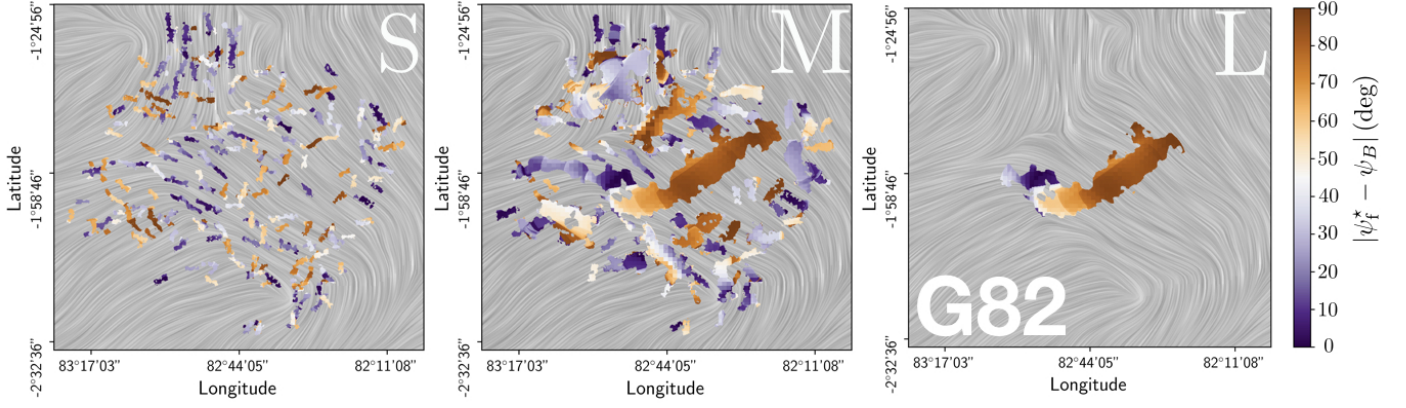 S
M
L
G82
-1°24'56"
-1°58'46"
-2°32'36"
Latitude
83°17'03"
82°44'05"
82°11'08"
Longitude
-1°24'56"
-1°58'46"
-2°32'36"
Latitude
83°17'03"
82°44'05"
82°11'08"
Longitude
-1°24'56"
-1°58'46"
-2°32'36"
Latitude
83°17'03"
82°44'05"
82°11'08"
Longitude
90
80
70
60
50
40
30
20
10
0
|ψ_f^⋆ − ψ_B| (deg)